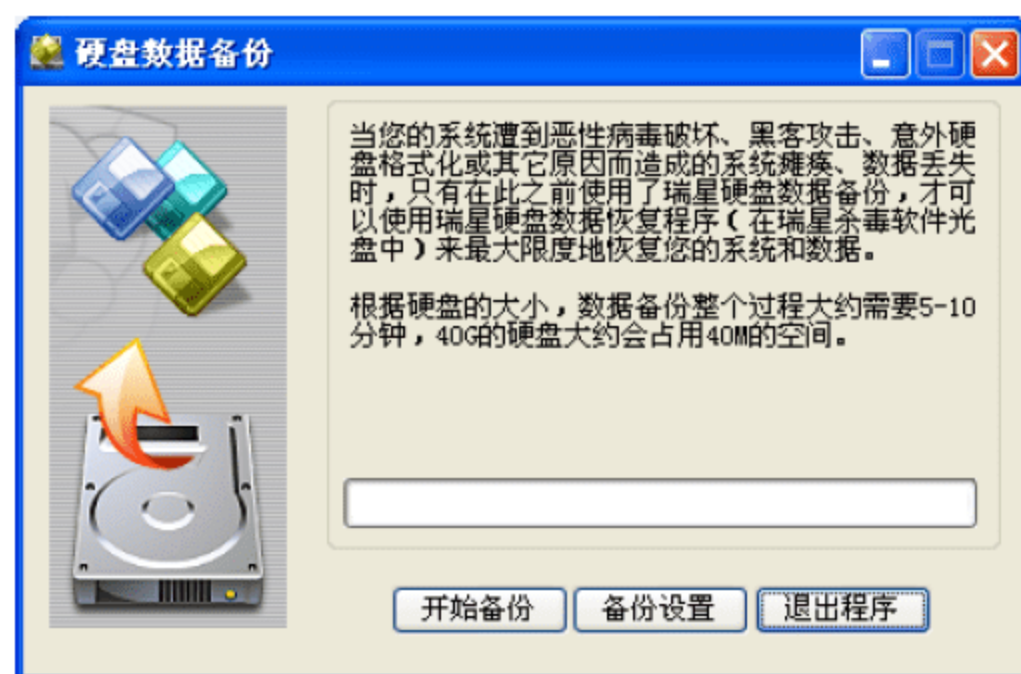 硬盘数据备份
当您的系统遭到恶性病毒破坏、黑客攻击、意外硬
盘格式化或其它原因而造成的系统瘫痪、数据丢失
时，只有在此之前使用了瑞星硬盘数据备份，才可
以使用瑞星硬盘数据恢复程序（在瑞星杀毒软件光
盘中）来最大限度地恢复您的系统和数据。
根据硬盘的大小，数据备份整个过程大约需要5-10
分钟，40G的硬盘大约会占用40M的空间。
开始备份 备份设置 退出程序